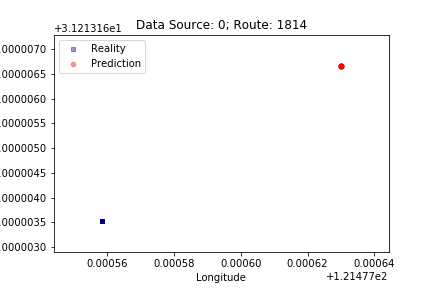 Data Source: 0; Route: 1814
+3.121316e1
Reality
Prediction
.0000070
.0000065
.0000060
.0000055
.0000050
.0000045
.0000040
.0000035
.0000030
0.00056 0.00058 0.00060 0.00062 0.00064
Longitude
+1.21477e2